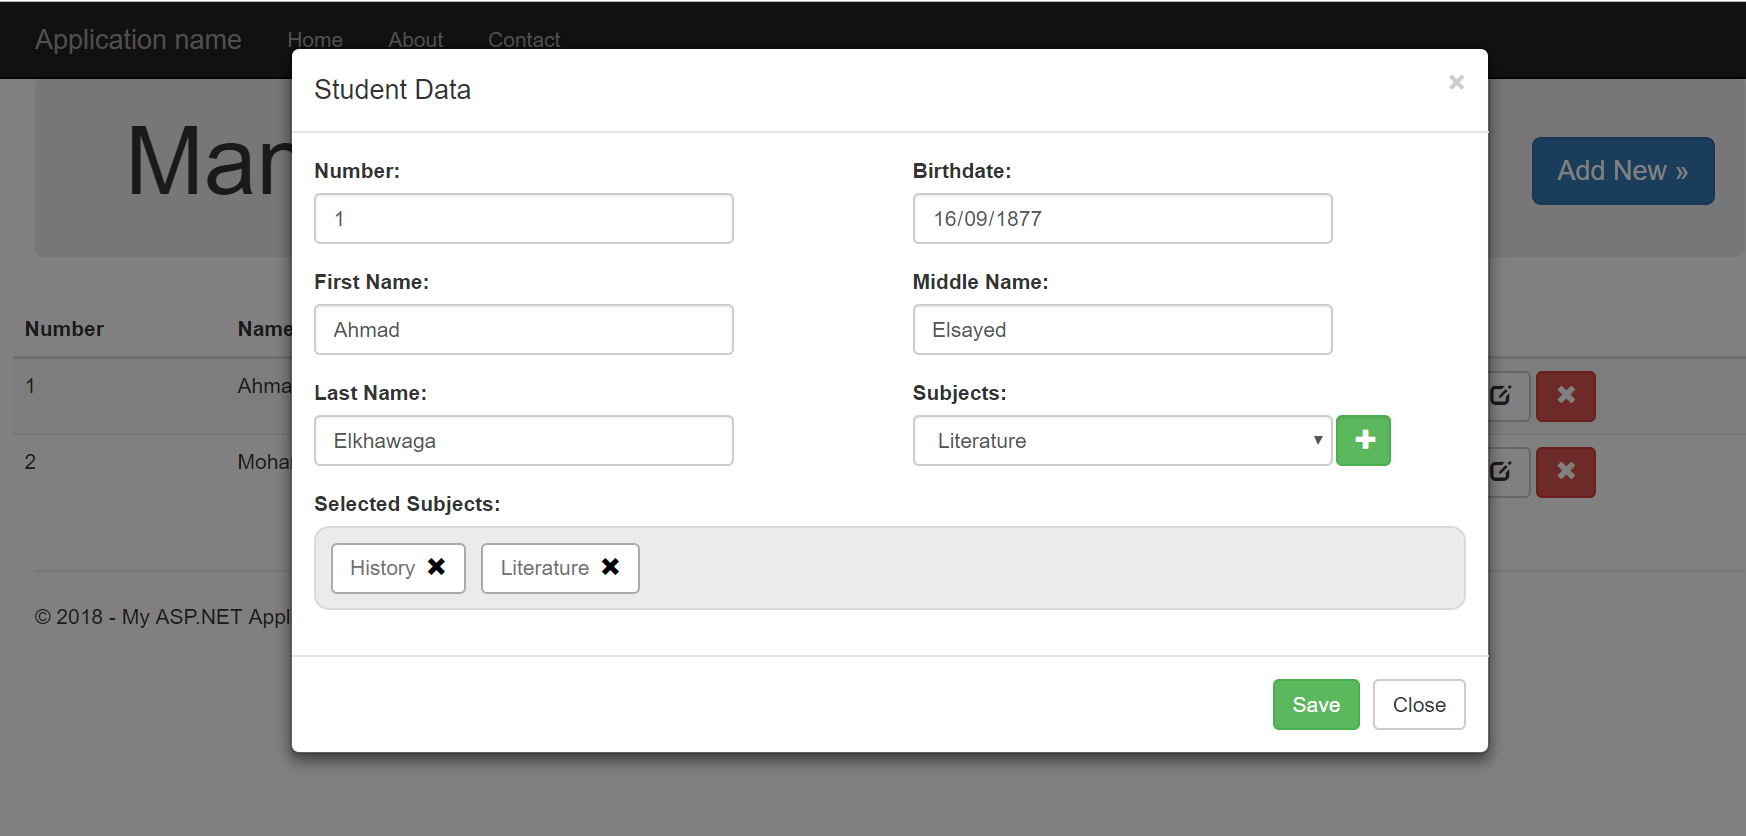 Application name Home About Contact
Student Data ×
Man
Add New »
Number: Birthdate:
1 16/09/1877
First Name: Middle Name:
Ahmad Elsayed
Number Name
Last Name: Subjects:
1 Ahma
Elkhawaga Literature
2 Moha
Selected Subjects:
History Literature
© 2018 - My ASP.NET Appl
Save Close